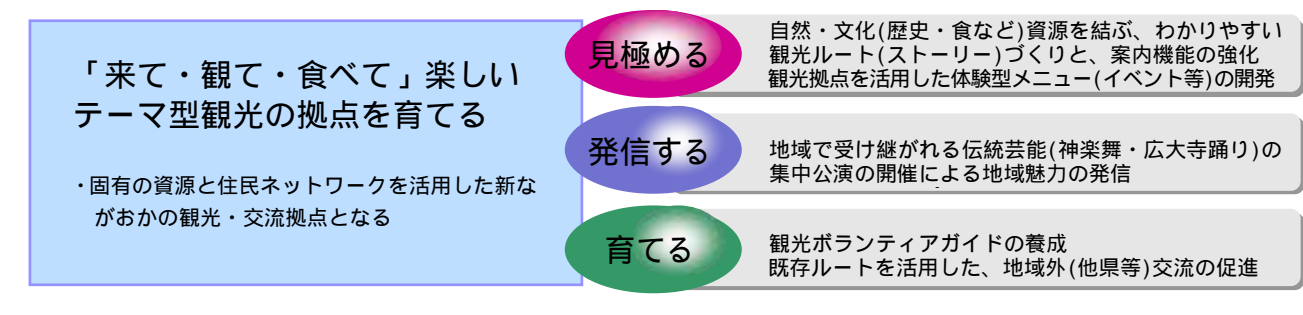 「来て・観て・食べて」楽しい
テーマ型観光の拠点を育てる
・固有の資源と住民ネットワークを活用した新な
がおかの観光・交流拠点となる
見極める
自然・文化(歴史・食など)資源を結ぶ、わかりやすい
観光ルート(ストーリー)づくりと、案内機能の強化
観光拠点を活用した体験型メニュー(イベント等)の開発
発信する
地域で受け継がれる伝統芸能(神楽舞・広大寺踊り)の
集中公演の開催による地域魅力の発信
育てる
観光ボランティアガイドの養成
既存ルートを活用した、地域外(他県等)交流の促進